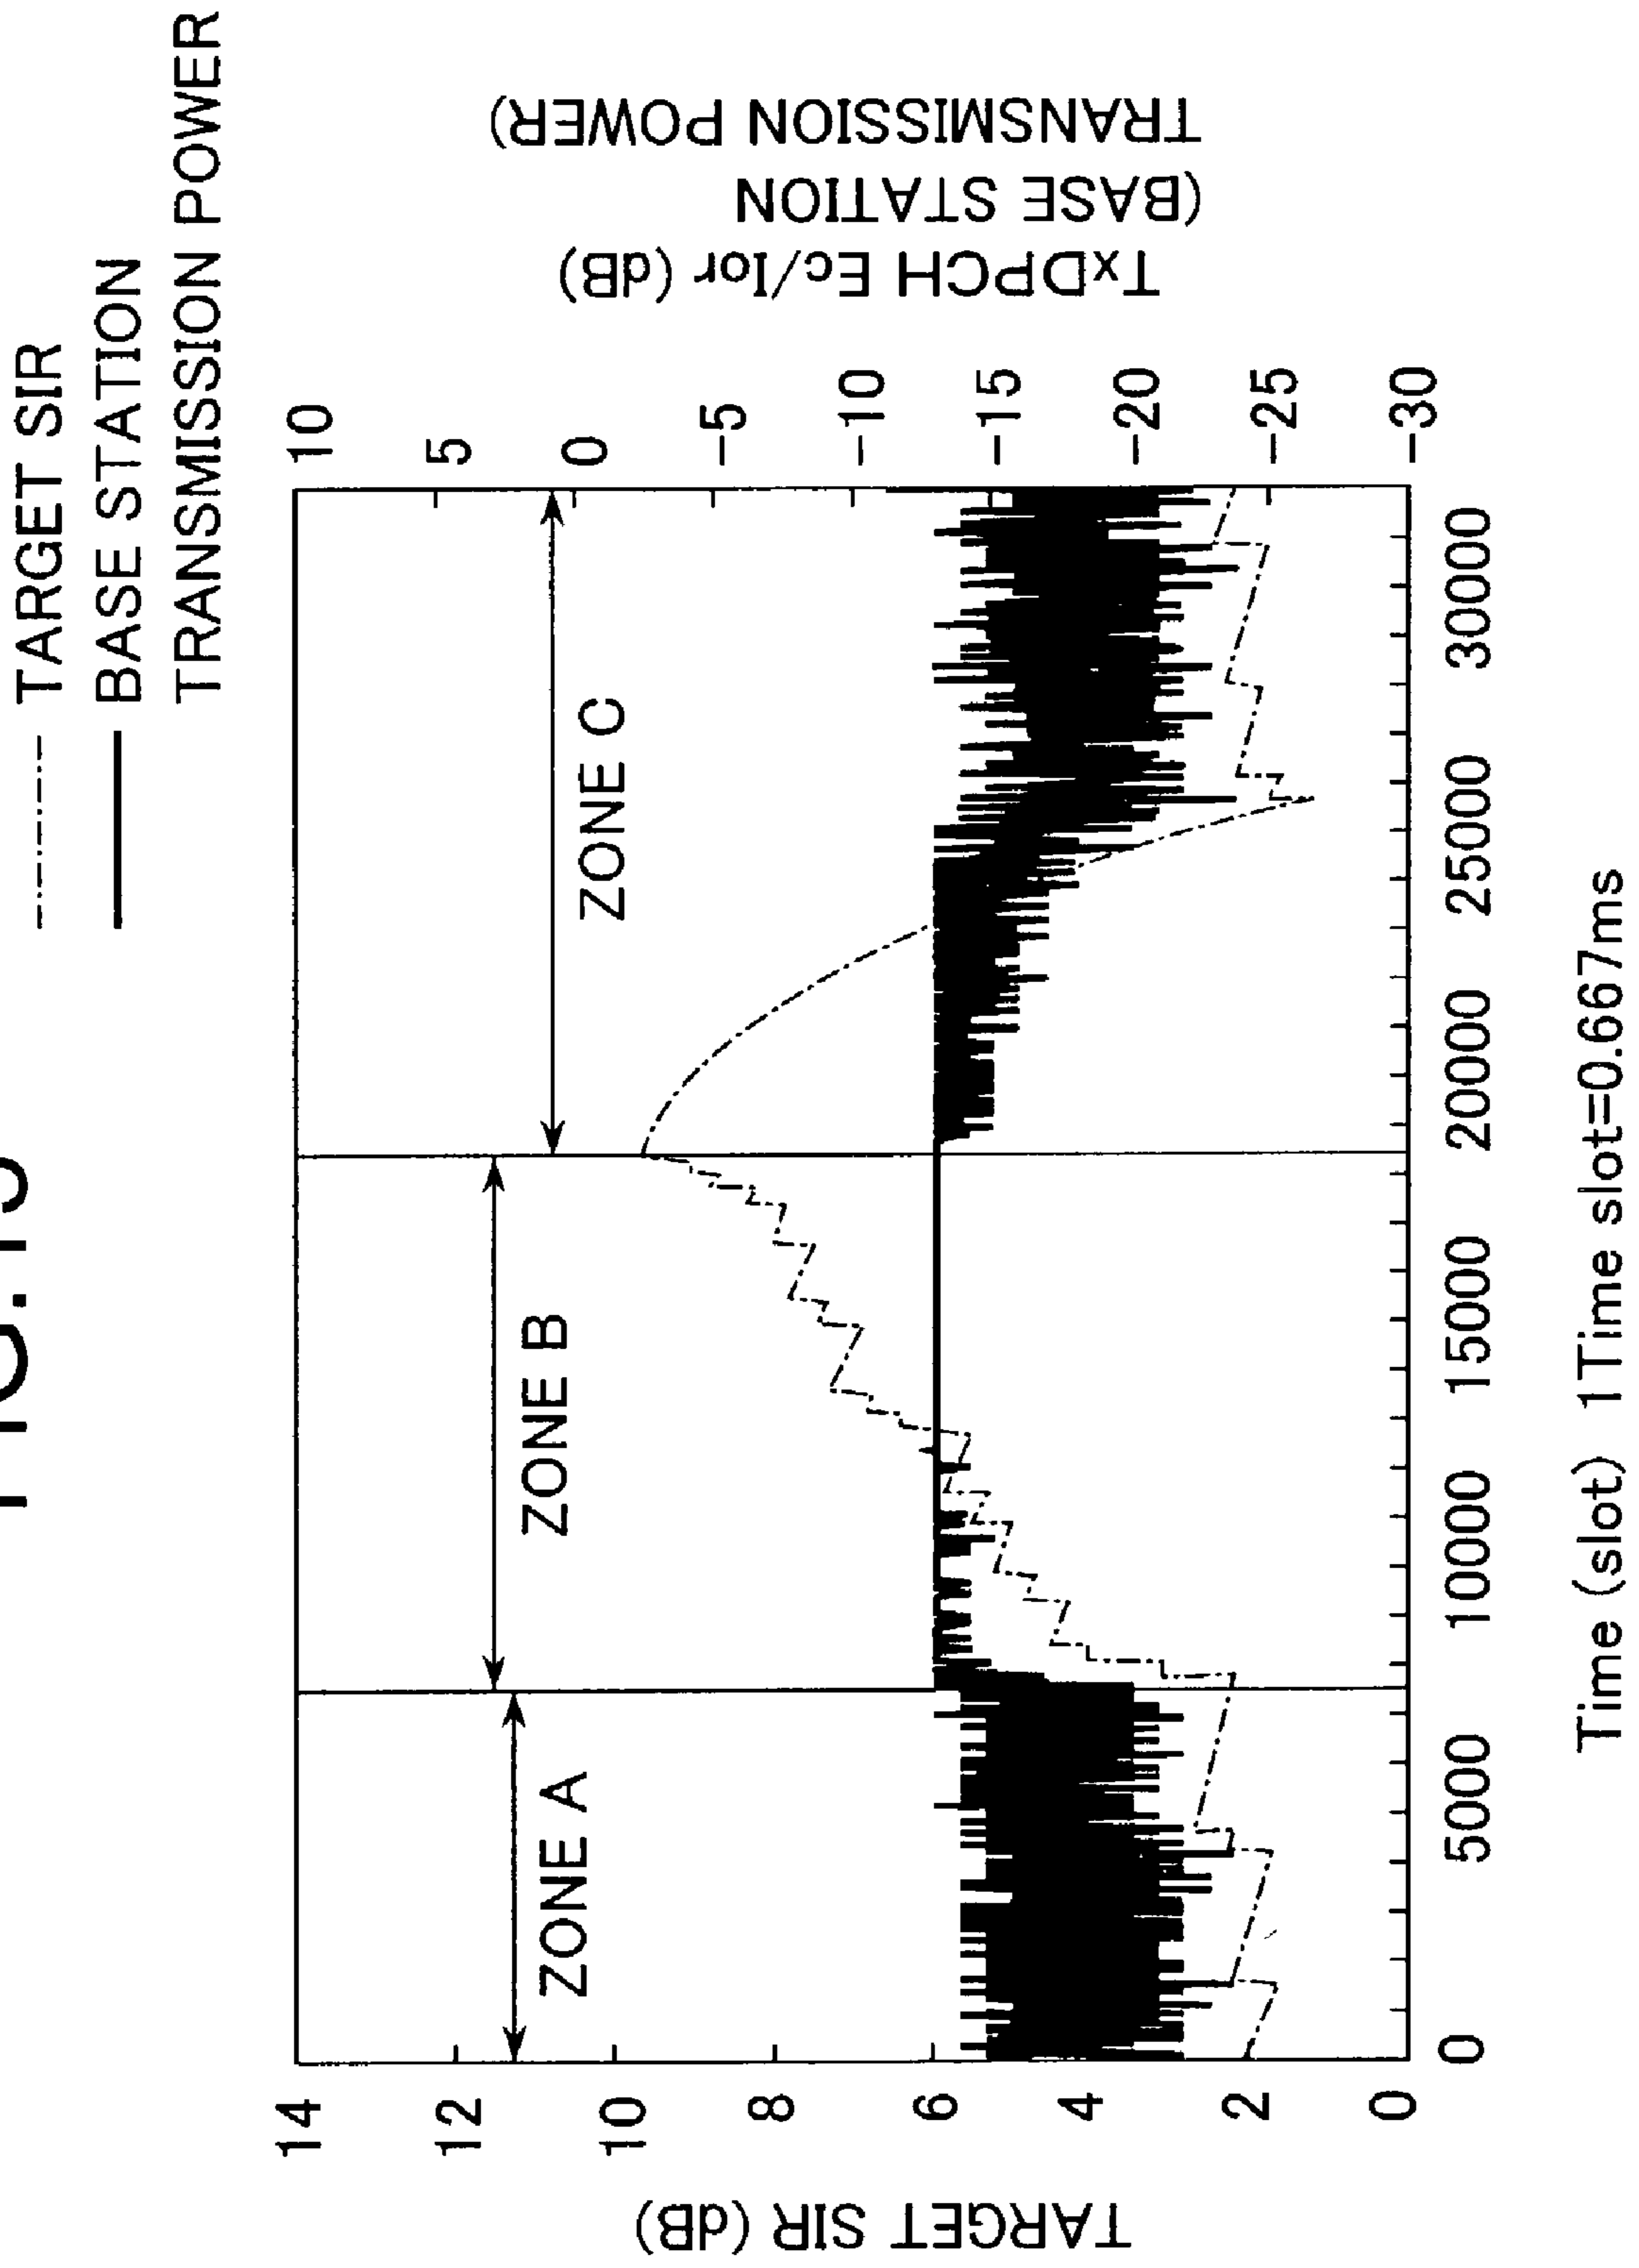 TARGET SIR
BASE STATION
TRANSMISSION POWER
ZONE A
ZONE B
ZONE C
TARGET SIR (dB)
14
12
10
8
6
4
2
0
10
5
0
−5
−10
−15
−20
−25
−30
TxDPCH Ec/Ior (dB)
(BASE STATION
TRANSMISSION POWER)
0
5000
10000
15000
20000
25000
30000
Time (slot) 1Time slot=0.667ms